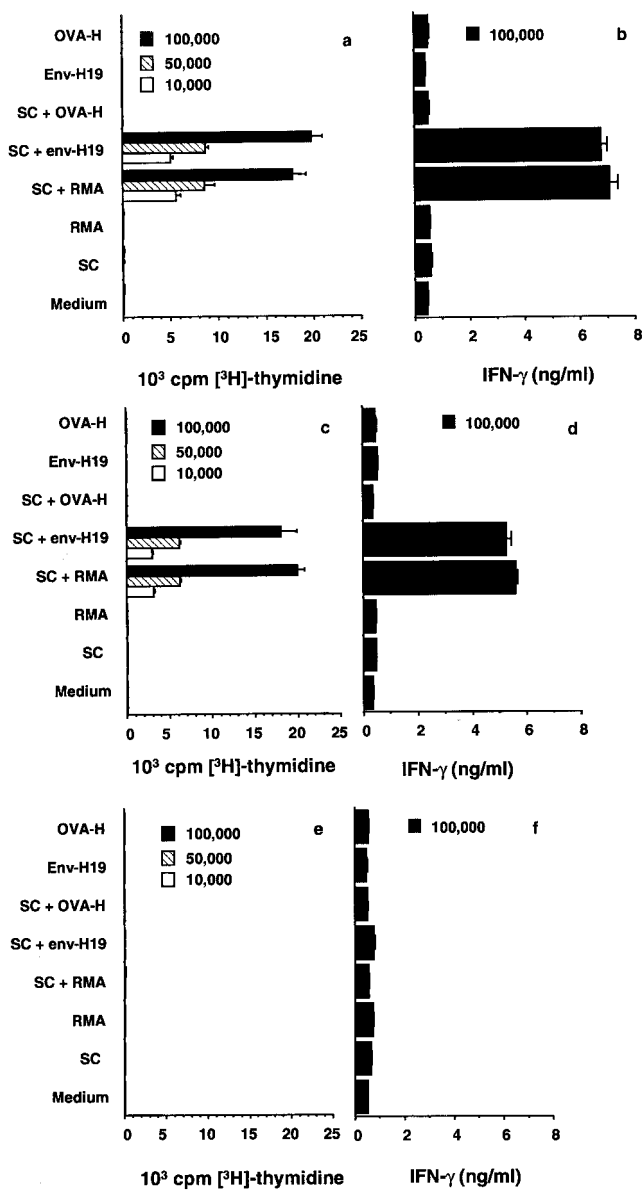 OVA-H
Env-H19
SC + OVA-H
SC + env-H19
SC + RMA
RMA
SC
Medium
100,000
50,000
10,000
a
0 5 10 15 20 25
10³ cpm [³H]-thymidine
100,000
b
0 2 4 6 8
IFN-γ (ng/ml)
OVA-H
Env-H19
SC + OVA-H
SC + env-H19
SC + RMA
RMA
SC
Medium
100,000
50,000
10,000
c
0 5 10 15 20 25
10³ cpm [³H]-thymidine
100,000
d
0 2 4 6 8
IFN-γ (ng/ml)
OVA-H
Env-H19
SC + OVA-H
SC + env-H19
SC + RMA
RMA
SC
Medium
100,000
50,000
10,000
e
0 5 10 15 20 25
10³ cpm [³H]-thymidine
100,000
f
0 2 4 6 8
IFN-γ (ng/ml)